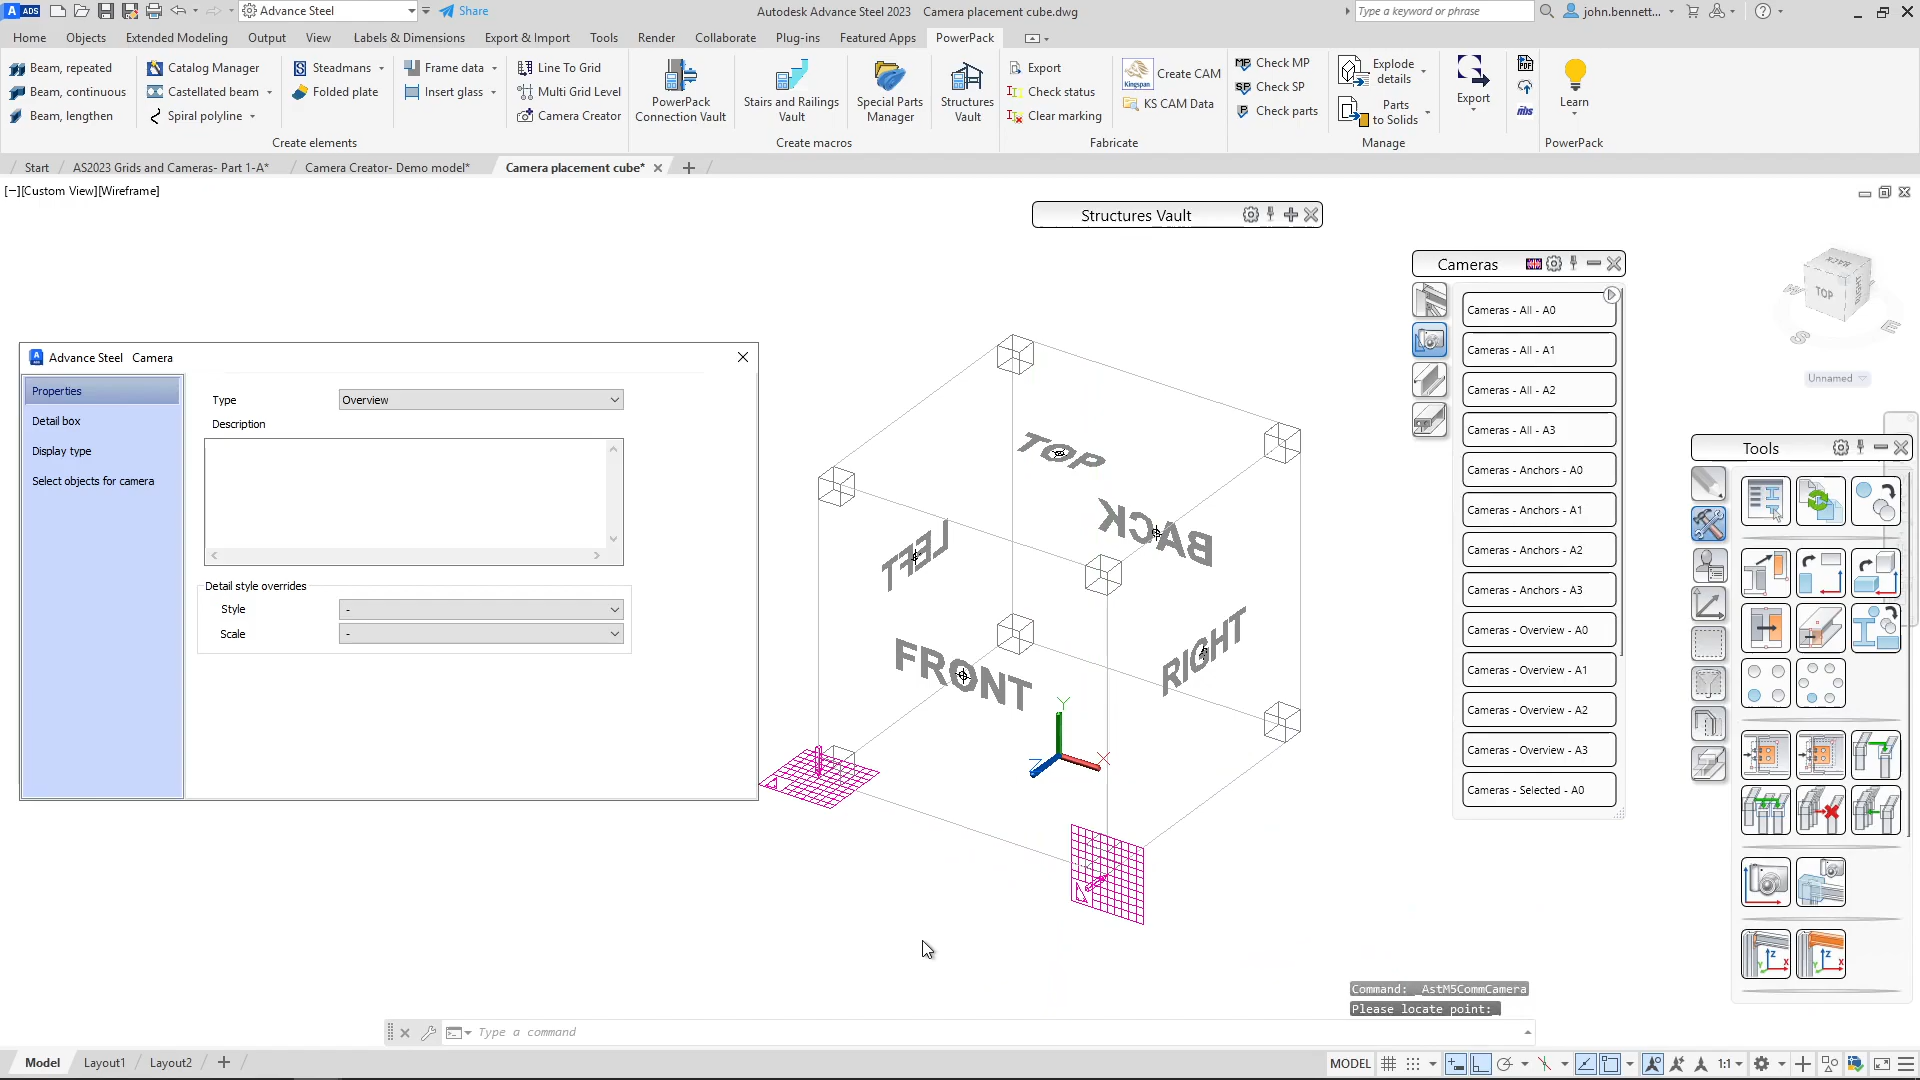 A ADS
Advance Steel
Share
Autodesk Advance Steel 2023 Camera placement cube.dwg
Type a keyword or phrase
john.bennett...
Home Objects Extended Modeling Output View Labels & Dimensions Export & Import Tools Render Collaborate Plug-ins Featured Apps PowerPack
Beam, repeated
Beam, continuous
Beam, lengthen
Catalog Manager
Castellated beam
Spiral polyline
Steadmans
Folded plate
Frame data
Insert glass
Line To Grid
Multi Grid Level
Camera Creator
PowerPack
Connection Vault
Stairs and Railings
Vault
Special Parts
Manager
Structures
Vault
Export
Check status
Clear marking
Kingspan
Create CAM
KS CAM Data
MP Check MP
SP Check SP
P Check parts
Explode
details
Parts
to Solids
Export
PDF
nbs
Learn
Create elements
Create macros
Fabricate
Manage
PowerPack
Start
AS2023 Grids and Cameras- Part 1-A*
Camera Creator- Demo model*
Camera placement cube*
[−][Custom View][Wireframe]
Structures Vault
Cameras
Cameras - All - A0
Cameras - All - A1
Cameras - All - A2
Cameras - All - A3
Cameras - Anchors - A0
Cameras - Anchors - A1
Cameras - Anchors - A2
Cameras - Anchors - A3
Cameras - Overview - A0
Cameras - Overview - A1
Cameras - Overview - A2
Cameras - Overview - A3
Cameras - Selected - A0
BACK
TOP
W
S
E
Unnamed
Tools
Advance Steel Camera
Properties
Detail box
Display type
Select objects for camera
Type
Overview
Description
Detail style overrides
Style
-
Scale
-
TOP
BACK
LEFT
RIGHT
FRONT
Y
X
Z
Command: _AstM5CommCamera
Please locate point:
Type a command
Model
Layout1
Layout2
MODEL
1:1